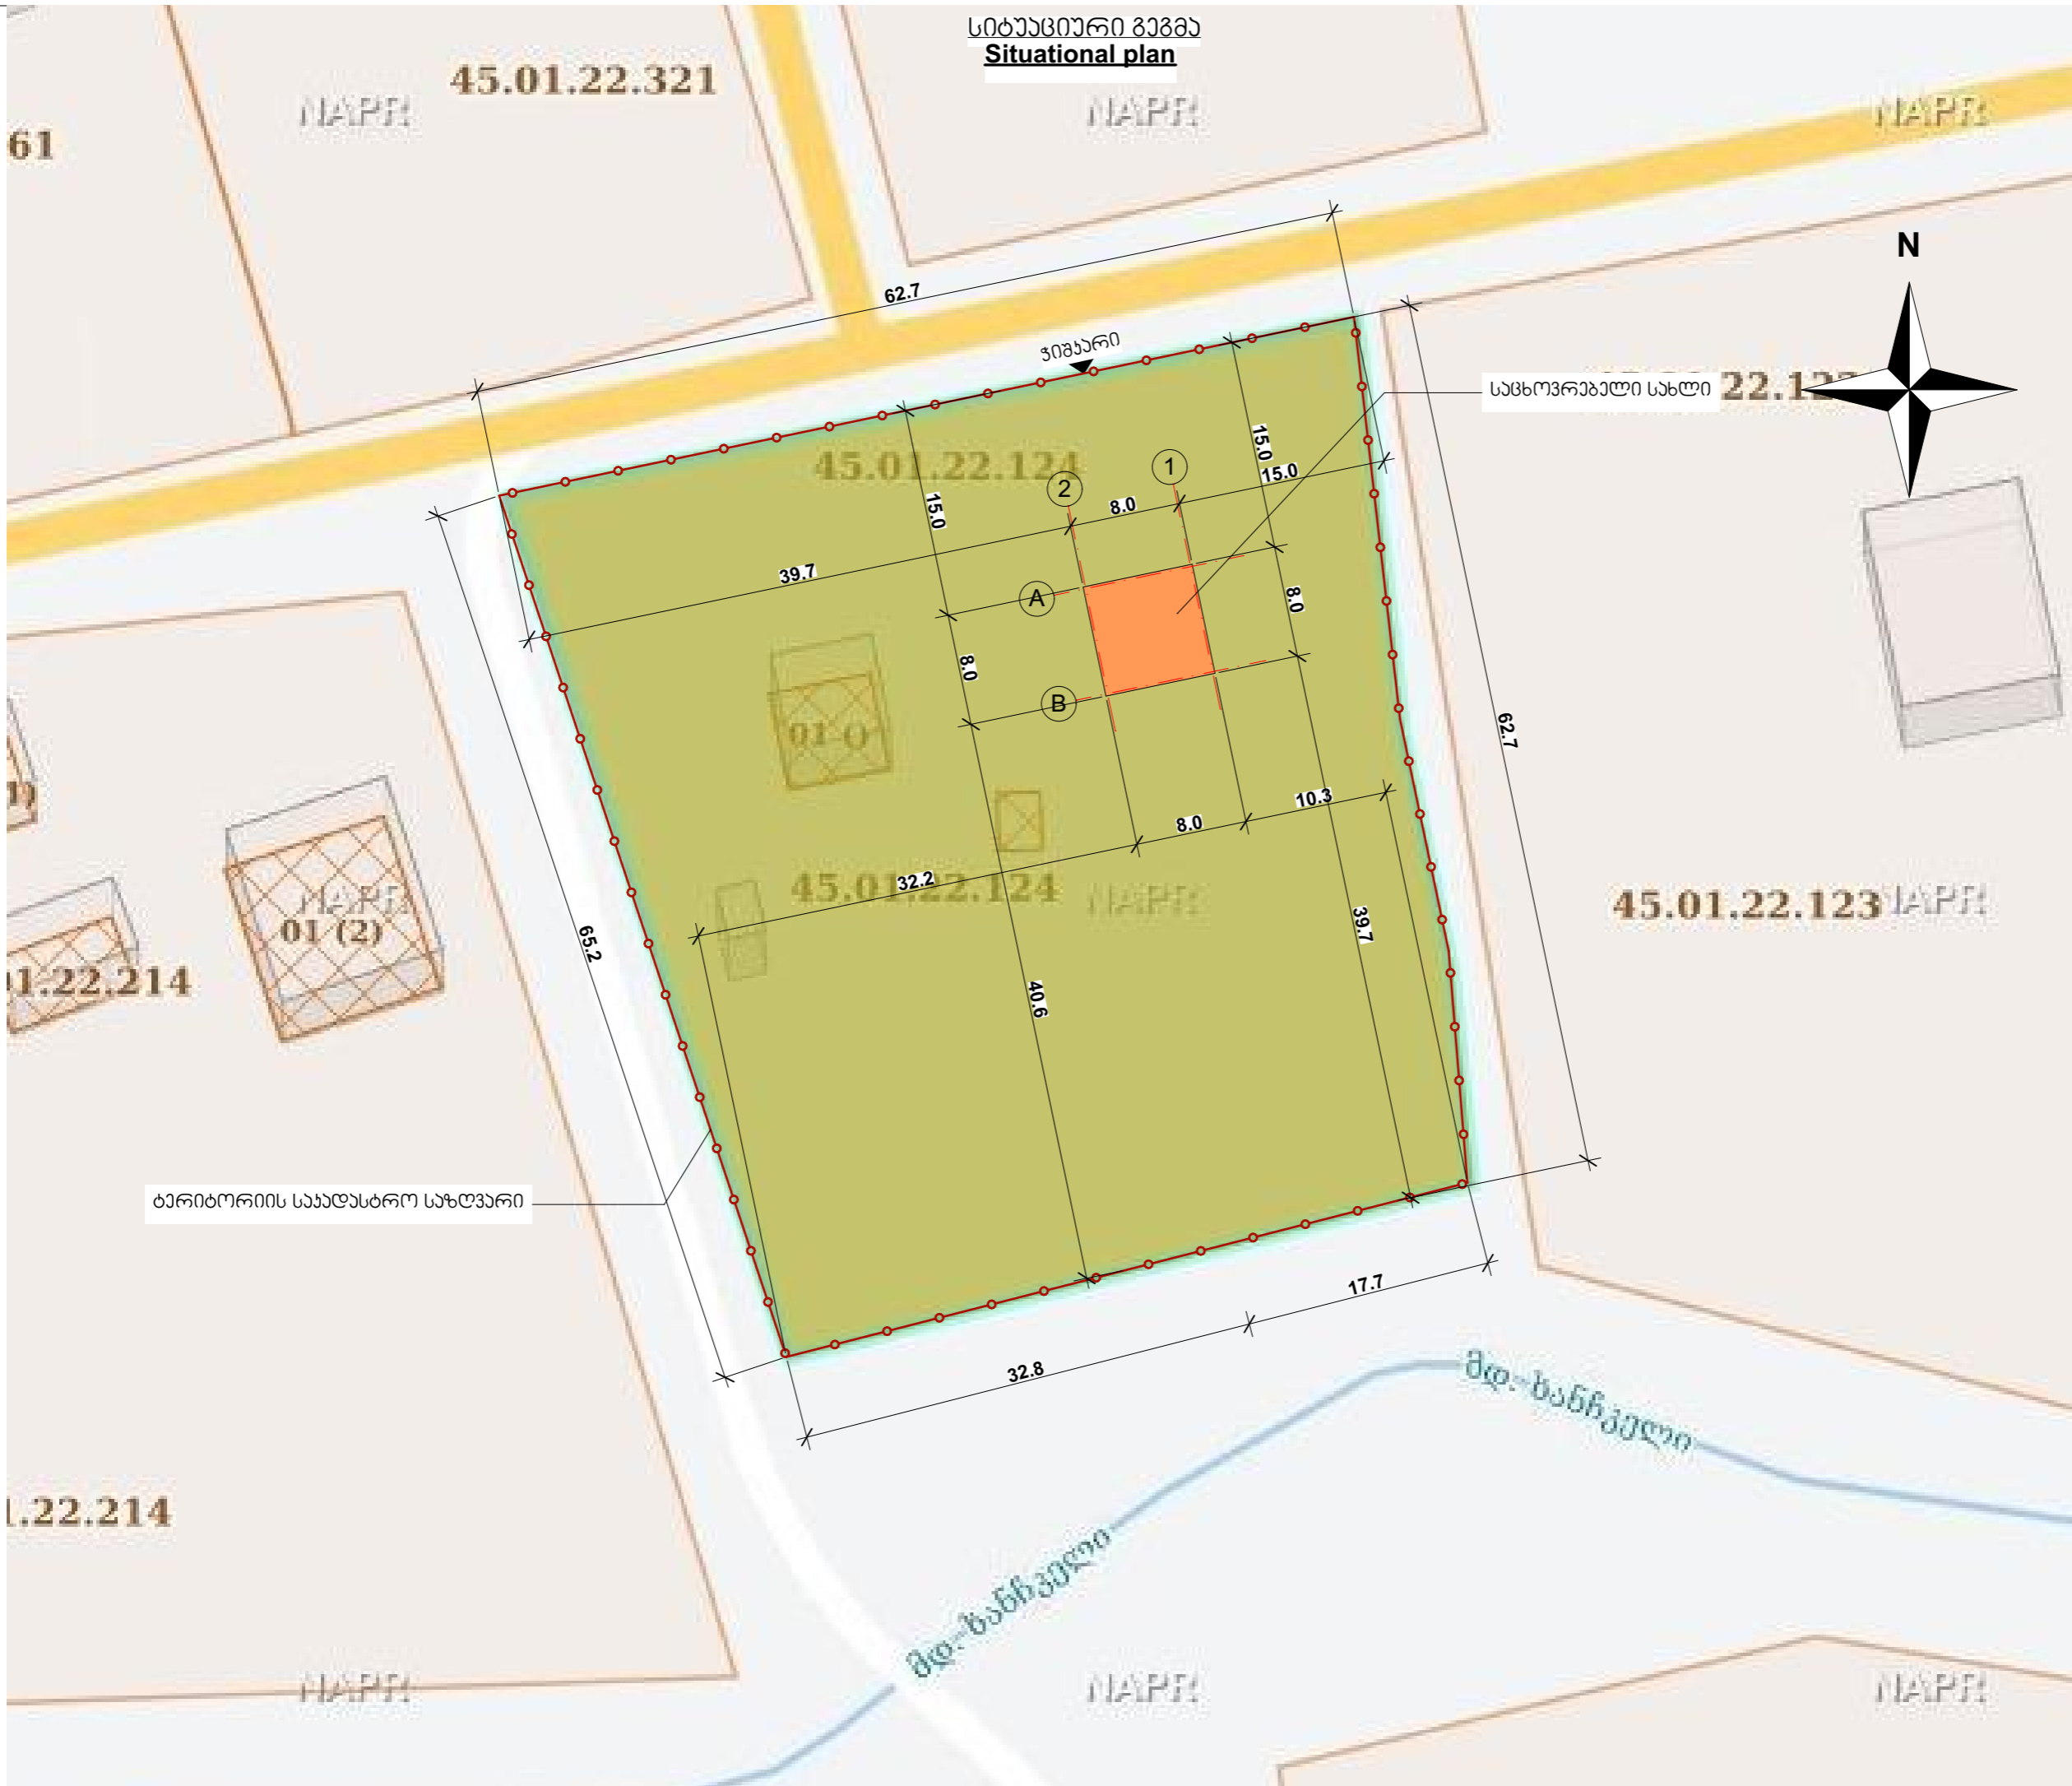 სიტუაციური გეგმა
Situational plan
45.01.22.321
NAPR
NAPR
NAPR
61
N
62.7
ჭიშკარი
საცხოვრებელი სახლი
22.12
45.01.22.124
2
1
15.0
15.0
15.0
8.0
39.7
A
8.0
8.0
B
01
62.7
10.3
8.0
32.2
45.01.22.124
NAPR
39.7
45.01.22.123
NAPR
NAPR
01 (2)
65.2
1.22.214
40.6
ტერიტორიის საკადასტრო საზღვარი
17.7
32.8
მდ.
1.22.214
მდ.
NAPR
NAPR
NAPR